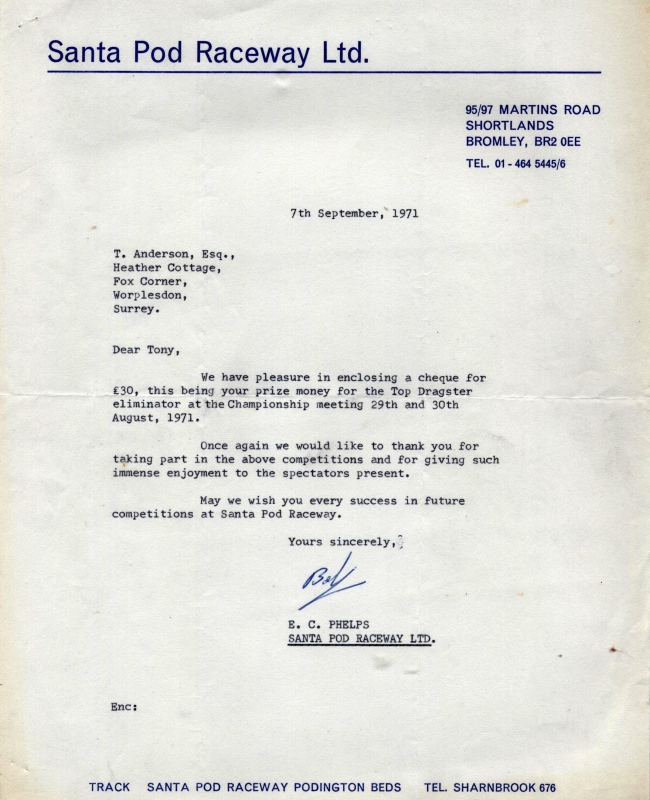 Santa Pod Raceway Ltd.
95/97 MARTINS ROAD
SHORTLANDS
BROMLEY, BR2 0EE
TEL. 01 - 464 5445/6
7th September, 1971
T. Anderson, Esq.,
Heather Cottage,
Fox Corner,
Worplesdon,
Surrey.
Dear Tony,
We have pleasure in enclosing a cheque for
£30, this being your prize money for the Top Dragster
eliminator at the Championship meeting 29th and 30th
August, 1971.
Once again we would like to thank you for
taking part in the above competitions and for giving such
immense enjoyment to the spectators present.
May we wish you every success in future
competitions at Santa Pod Raceway.
Yours sincerely,
E. C. PHELPS
SANTA POD RACEWAY LTD.
Enc:
TRACK SANTA POD RACEWAY PODINGTON BEDS TEL. SHARNBROOK 676